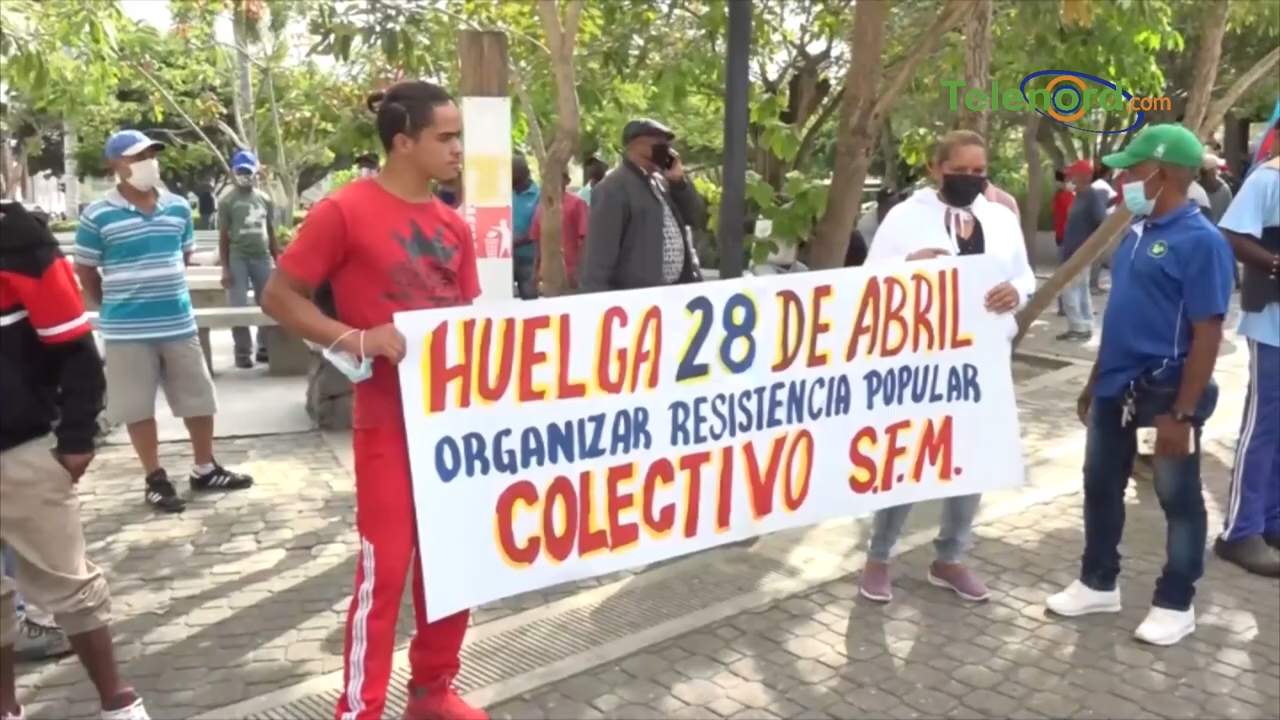 Telenord.com
HUELGA 28 DE ABRIL
ORGANIZAR RESISTENCIA POPULAR
COLECTIVO S.F.M.